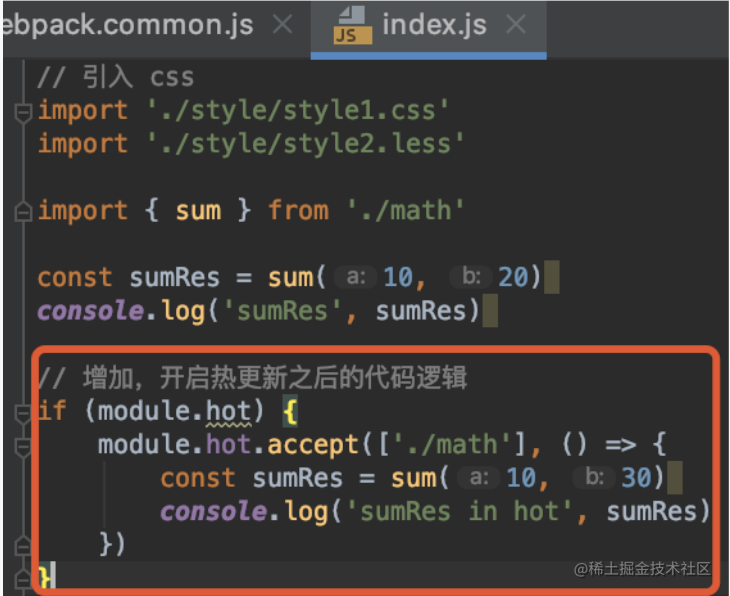 ebpack.common.js × JS index.js ×
// 引入 css
import './style/style1.css'
import './style/style2.less'
import { sum } from './math'
const sumRes = sum( a: 10, b: 20)
console.log('sumRes', sumRes)
// 增加，开启热更新之后的代码逻辑
if (module.hot) {
module.hot.accept(['./math'], () => {
const sumRes = sum( a: 10, b: 30)
console.log('sumRes in hot', sumRes)
})
}
@稀土掘金技术社区